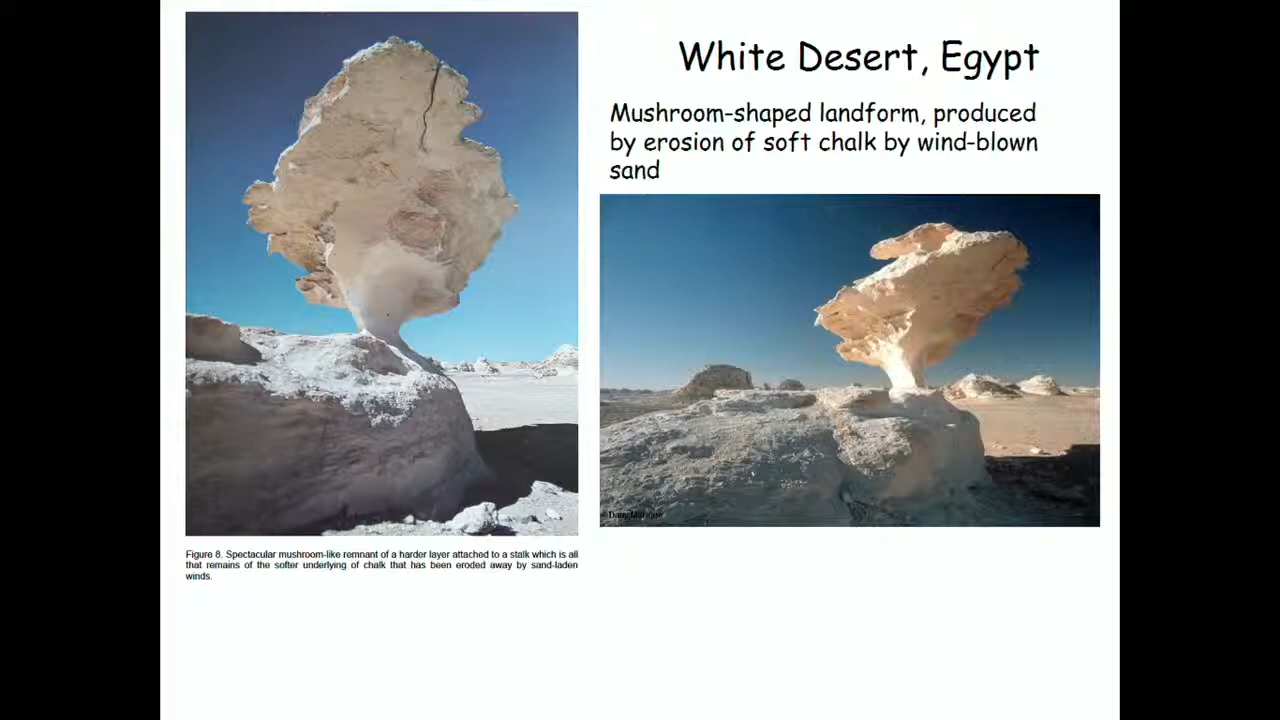 White Desert, Egypt
Mushroom-shaped landform, produced
by erosion of soft chalk by wind-blown
sand
Figure 8. Spectacular mushroom-like remnant of a harder layer attached to a stalk which is all
that remains of the softer underlying of chalk that has been eroded away by sand-laden
winds.